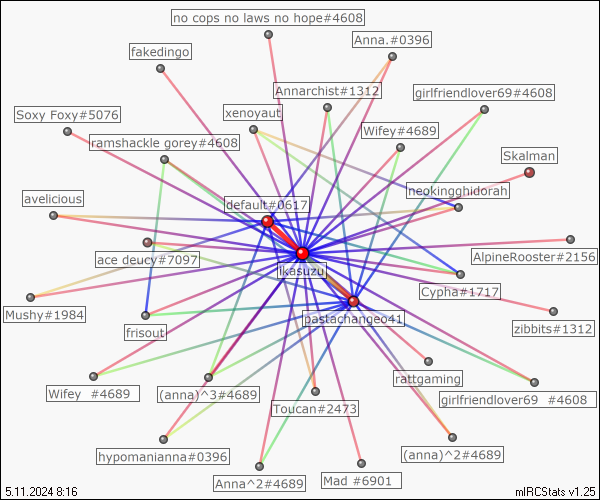 no cops no laws no hope#4608
Anna.#0396
fakedingo
Annarchist#1312
girlfriendlover69#4608
Soxy Foxy#5076
xenoyaut
Wifey#4689
ramshackle gorey#4608
Skalman
neokingghidorah
avelicious
default#0617
ace deucy#7097
ikasuzu
AlpineRooster#2156
Cypha#1717
Mushy#1984
frisout
pastachangeo41
zibbits#1312
rattgaming
Wifey  #4689
(anna)^3#4689
Toucan#2473
girlfriendlover69  #4608
hypomanianna#0396
(anna)^2#4689
Anna^2#4689
Mad #6901
5.11.2024 8:16
mIRCStats v1.25